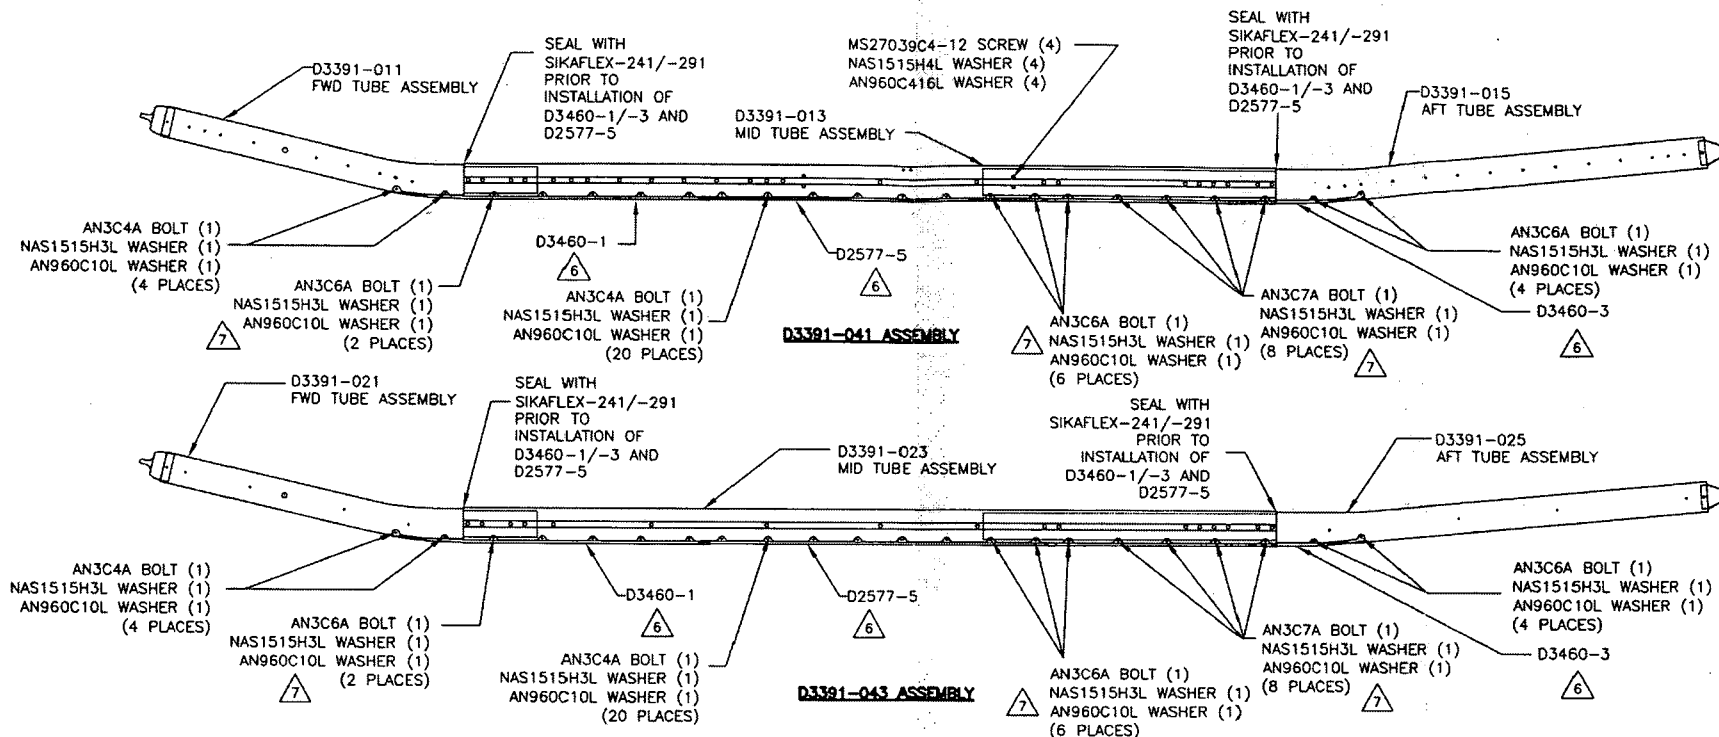 D3391-011
FWD TUBE ASSEMBLY
SEAL WITH
SIKAFLEX-241/-291
PRIOR TO
INSTALLATION OF
D3460-1/-3 AND
D2577-5
MS27039C4-12 SCREW (4)
NAS1515H4L WASHER (4)
AN960C416L WASHER (4)
D3391-013
MID TUBE ASSEMBLY
SEAL WITH
SIKAFLEX-241/-291
PRIOR TO
INSTALLATION OF
D3460-1/-3 AND
D2577-5
D3391-015
AFT TUBE ASSEMBLY
AN3C4A BOLT (1)
NAS1515H3L WASHER (1)
AN960C10L WASHER (1)
(4 PLACES)
AN3C6A BOLT (1)
NAS1515H3L WASHER (1)
AN960C10L WASHER (1)
(2 PLACES)
7
D3460-1
6
AN3C4A BOLT (1)
NAS1515H3L WASHER (1)
AN960C10L WASHER (1)
(20 PLACES)
D2577-5
6
D3391-041 ASSEMBLY
7
AN3C6A BOLT (1)
NAS1515H3L WASHER (1)
AN960C10L WASHER (1)
(6 PLACES)
AN3C7A BOLT (1)
NAS1515H3L WASHER (1)
AN960C10L WASHER (1)
(8 PLACES)
7
AN3C6A BOLT (1)
NAS1515H3L WASHER (1)
AN960C10L WASHER (1)
(4 PLACES)
D3460-3
6
D3391-021
FWD TUBE ASSEMBLY
SEAL WITH
SIKAFLEX-241/-291
PRIOR TO
INSTALLATION OF
D3460-1/-3 AND
D2577-5
D3391-023
MID TUBE ASSEMBLY
SEAL WITH
SIKAFLEX-241/-291
PRIOR TO
INSTALLATION OF
D3460-1/-3 AND
D2577-5
D3391-025
AFT TUBE ASSEMBLY
AN3C4A BOLT (1)
NAS1515H3L WASHER (1)
AN960C10L WASHER (1)
(4 PLACES)
AN3C6A BOLT (1)
NAS1515H3L WASHER (1)
AN960C10L WASHER (1)
(2 PLACES)
7
D3460-1
6
AN3C4A BOLT (1)
NAS1515H3L WASHER (1)
AN960C10L WASHER (1)
(20 PLACES)
D2577-5
6
D3391-043 ASSEMBLY
7
AN3C6A BOLT (1)
NAS1515H3L WASHER (1)
AN960C10L WASHER (1)
(6 PLACES)
AN3C7A BOLT (1)
NAS1515H3L WASHER (1)
AN960C10L WASHER (1)
(8 PLACES)
7
AN3C6A BOLT (1)
NAS1515H3L WASHER (1)
AN960C10L WASHER (1)
(4 PLACES)
D3460-3
6